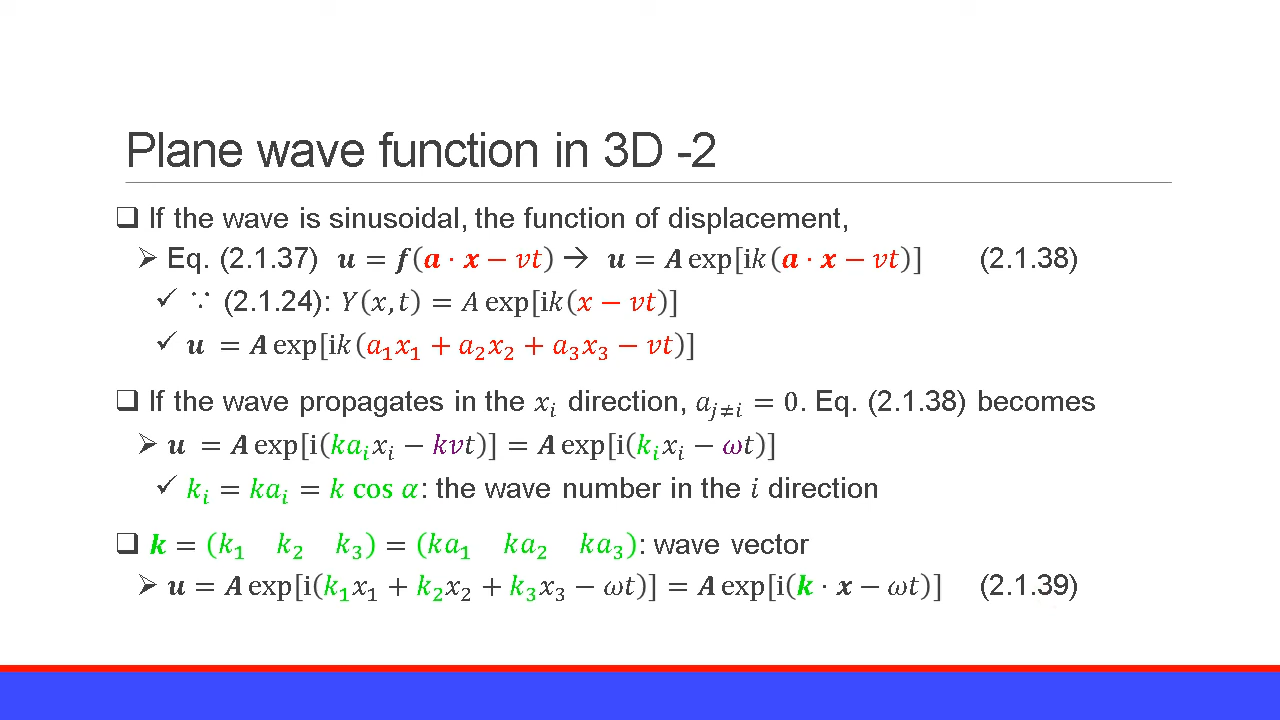 Plane wave function in 3D -2
❑ If the wave is sinusoidal, the function of displacement,
➢ Eq. (2.1.37) 𝒖 = 𝒇(𝒂 · 𝒙 − 𝑣𝑡) → 𝒖 = 𝑨 exp[i𝑘(𝒂 · 𝒙 − 𝑣𝑡)] (2.1.38)
✓ ∵ (2.1.24): 𝑌(𝑥, 𝑡) = 𝐴 exp[i𝑘(𝑥 − 𝑣𝑡)]
✓ 𝒖 = 𝑨 exp[i𝑘(𝑎₁𝑥₁ + 𝑎₂𝑥₂ + 𝑎₃𝑥₃ − 𝑣𝑡)]
❑ If the wave propagates in the 𝑥ᵢ direction, 𝑎_{𝑗≠𝑖} = 0. Eq. (2.1.38) becomes
➢ 𝒖 = 𝑨 exp[i(𝑘𝑎ᵢ𝑥ᵢ − 𝑘𝑣𝑡)] = 𝑨 exp[i(𝑘ᵢ𝑥ᵢ − 𝜔𝑡)]
✓ 𝑘ᵢ = 𝑘𝑎ᵢ = 𝑘 cos 𝛼: the wave number in the 𝑖 direction
❑ 𝒌 = (𝑘₁ 𝑘₂ 𝑘₃) = (𝑘𝑎₁ 𝑘𝑎₂ 𝑘𝑎₃): wave vector
➢ 𝒖 = 𝑨 exp[i(𝑘₁𝑥₁ + 𝑘₂𝑥₂ + 𝑘₃𝑥₃ − 𝜔𝑡)] = 𝑨 exp[i(𝒌 · 𝒙 − 𝜔𝑡)] (2.1.39)